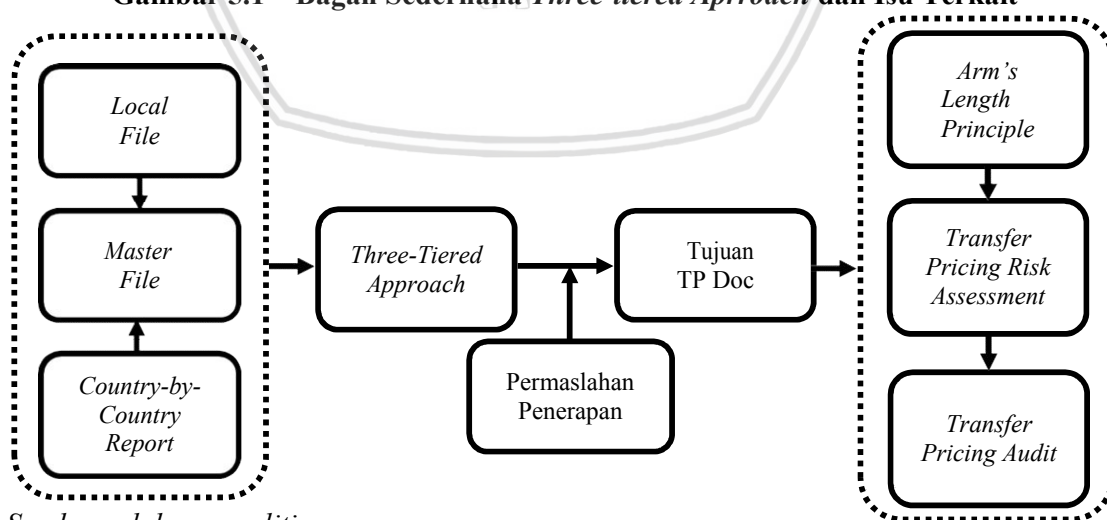 Bagan Sederhana Three-tiered Aprroach dan Isu Terkait
Local
File
Master
File
Country-by-
Country
Report
Three-Tiered
Approach
Permaslahan
Penerapan
Tujuan
TP Doc
Arm's
Length
Principle
Transfer
Pricing Risk
Assessment
Transfer
Pricing Audit